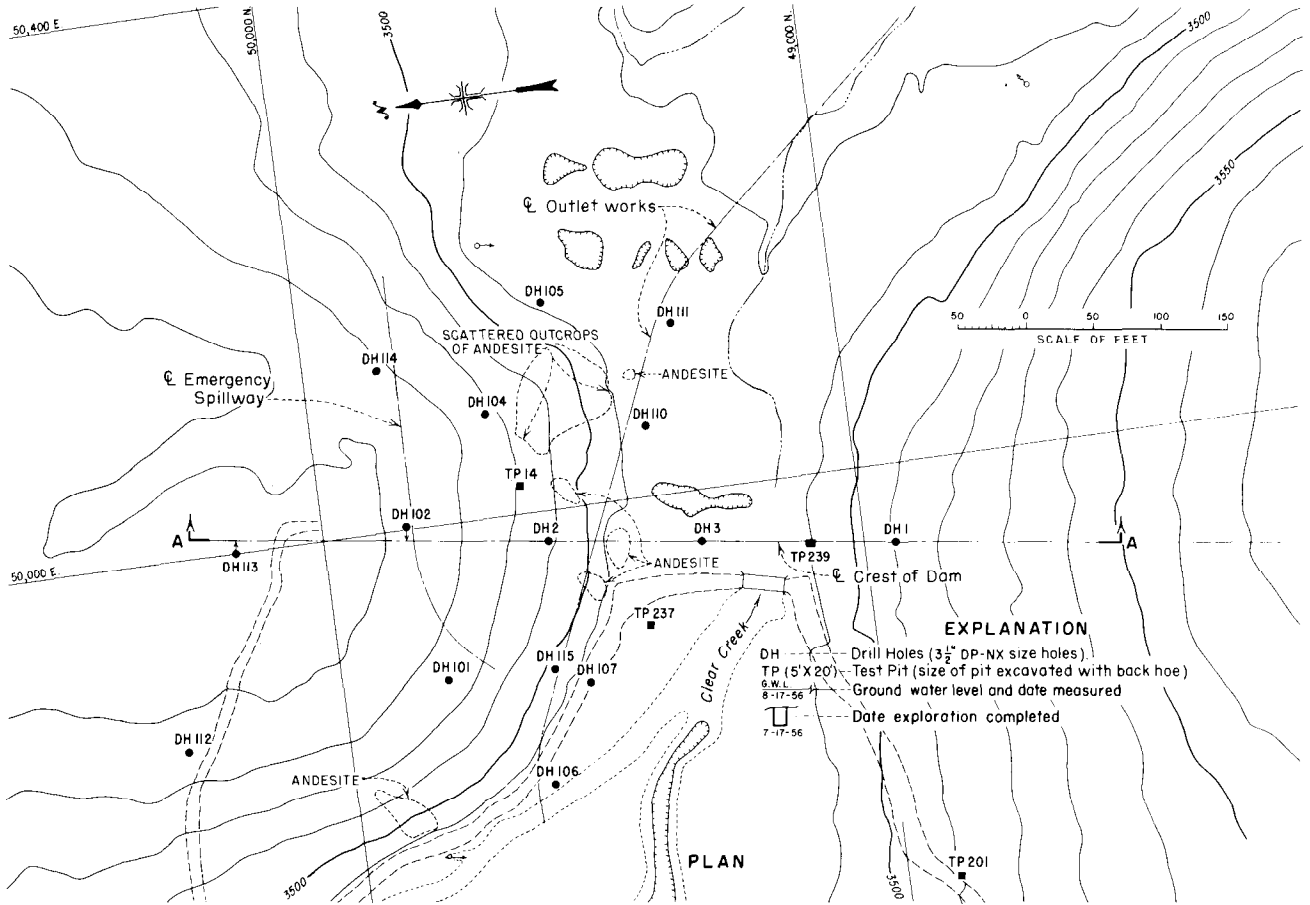 50,400 E.
50,000 N.
3500
49,000 N.
3500
3550
N
℄ Outlet works
DH105
DH111
50 0 50 100 150
SCALE OF FEET
SCATTERED OUTCROPS
OF ANDESITE
ANDESITE
DH114
℄ Emergency
Spillway
DH104
DH110
TP14
DH102
DH2
DH3
DH1
A
A
DH113
TP239
50,000 E.
ANDESITE
℄ Crest of Dam
TP237
Clear Creek
EXPLANATION
DH Drill Holes (3½" DP-NX size holes)
TP (5'X20') Test Pit (size of pit excavated with back hoe)
G.W.L.
8-17-56
Ground water level and date measured
Date exploration completed
7-17-56
DH101
DH115
DH107
DH112
DH106
ANDESITE
3500
PLAN
3500
TP201